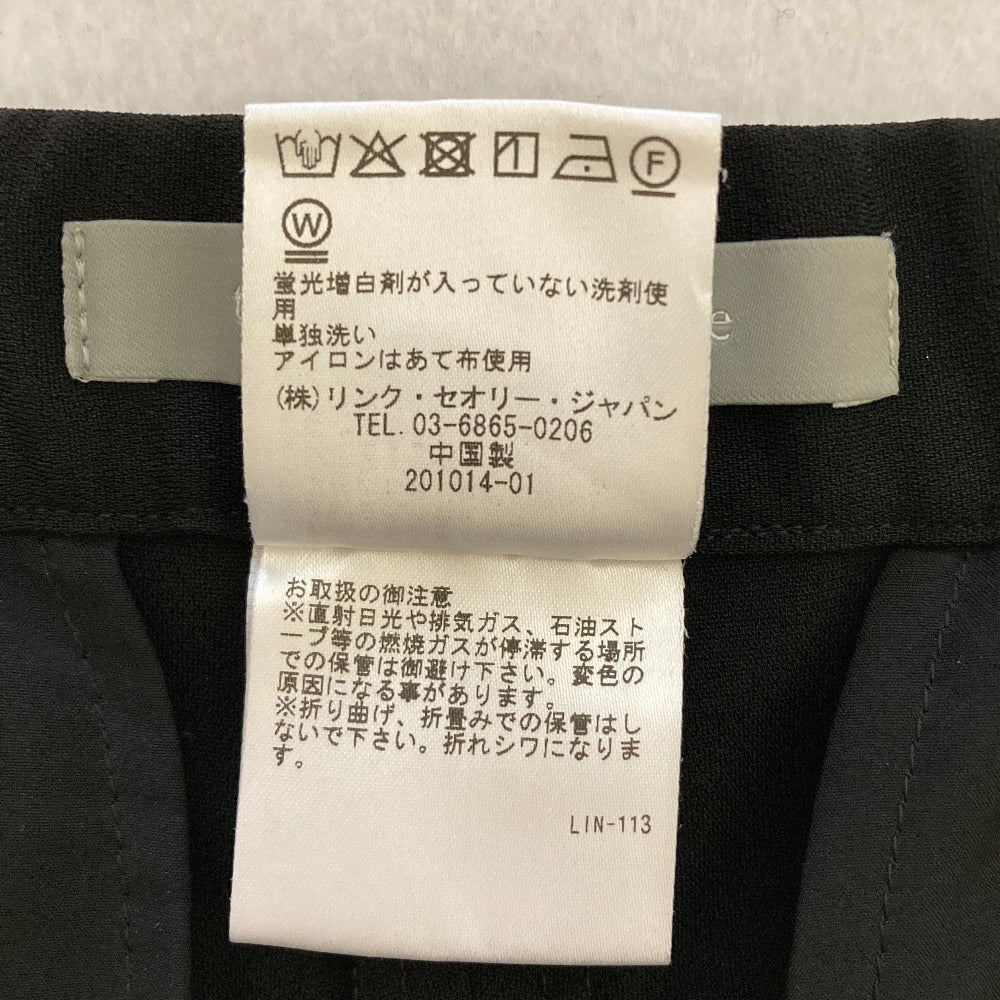 F
W
蛍光増白剤が入っていない洗剤使
用
単独洗い
アイロンはあて布使用
(株)リンク・セオリー・ジャパン
TEL. 03-6865-0206
中国製
201014-01
お取扱の御注意
※直射日光や排気ガス、石油スト
ーブ等の燃焼ガスが停滞する場所
での保管は御避け下さい。変色の
原因になる事があります。
※折り曲げ、折畳みでの保管はし
ないで下さい。折れシワになりま
す。
LIN-113